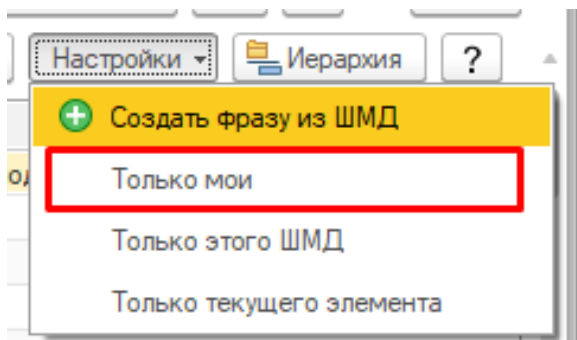 Настройки Иерархия ?
Создать фразу из ШМД
Только мои
Только этого ШМД
Только текущего элемента